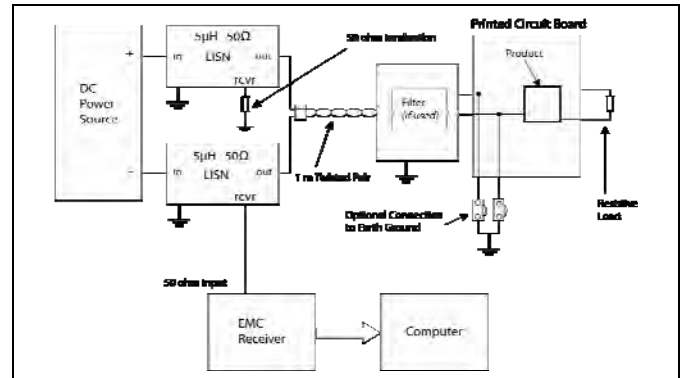 Printed Circuit Board
5µH 50Ω
LISN
in
out
rcvr
+
50 ohm termination
Product
DC
Power
Source
Filter
(if used)
5µH 50Ω
LISN
in
out
rcvr
-
1 m Twisted Pair
Optional Connection
to Earth Ground
Resistive
Load
50 ohm Input
EMC
Receiver
Computer